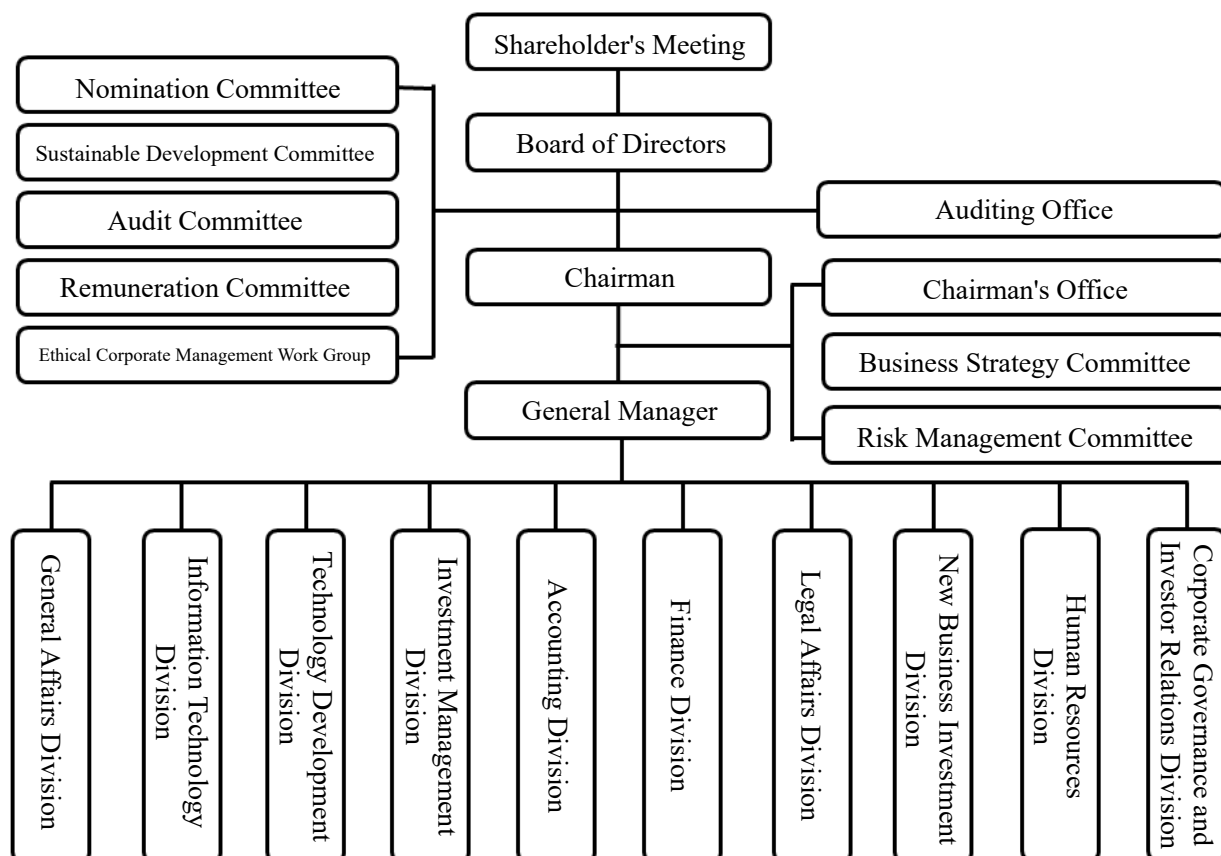 Shareholder's Meeting
Nomination Committee
Sustainable Development Committee
Audit Committee
Remuneration Committee
Ethical Corporate Management Work Group
Board of Directors
Auditing Office
Chairman
Chairman's Office
Business Strategy Committee
Risk Management Committee
General Manager
General Affairs Division
Information Technology
Division
Technology Development
Division
Investment Management
Division
Accounting Division
Finance Division
Legal Affairs Division
New Business Investment
Division
Human Resources
Division
Corporate Governance and
Investor Relations Division